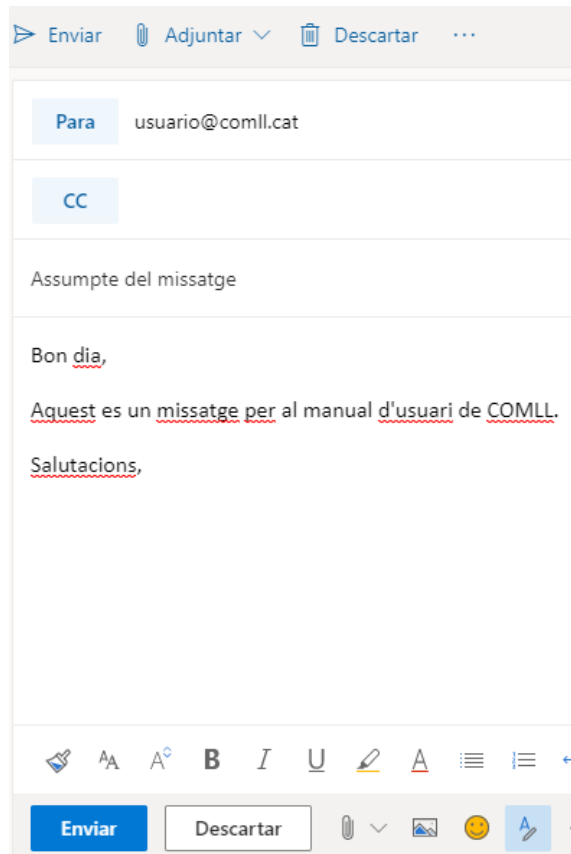 Enviar Adjuntar Descartar ...
Para usuario@comll.cat
CC
Assumpte del missatge
Bon dia,
Aquest es un missatge per al manual d'usuari de COMLL.
Salutacions,
B I U A
Enviar Descartar